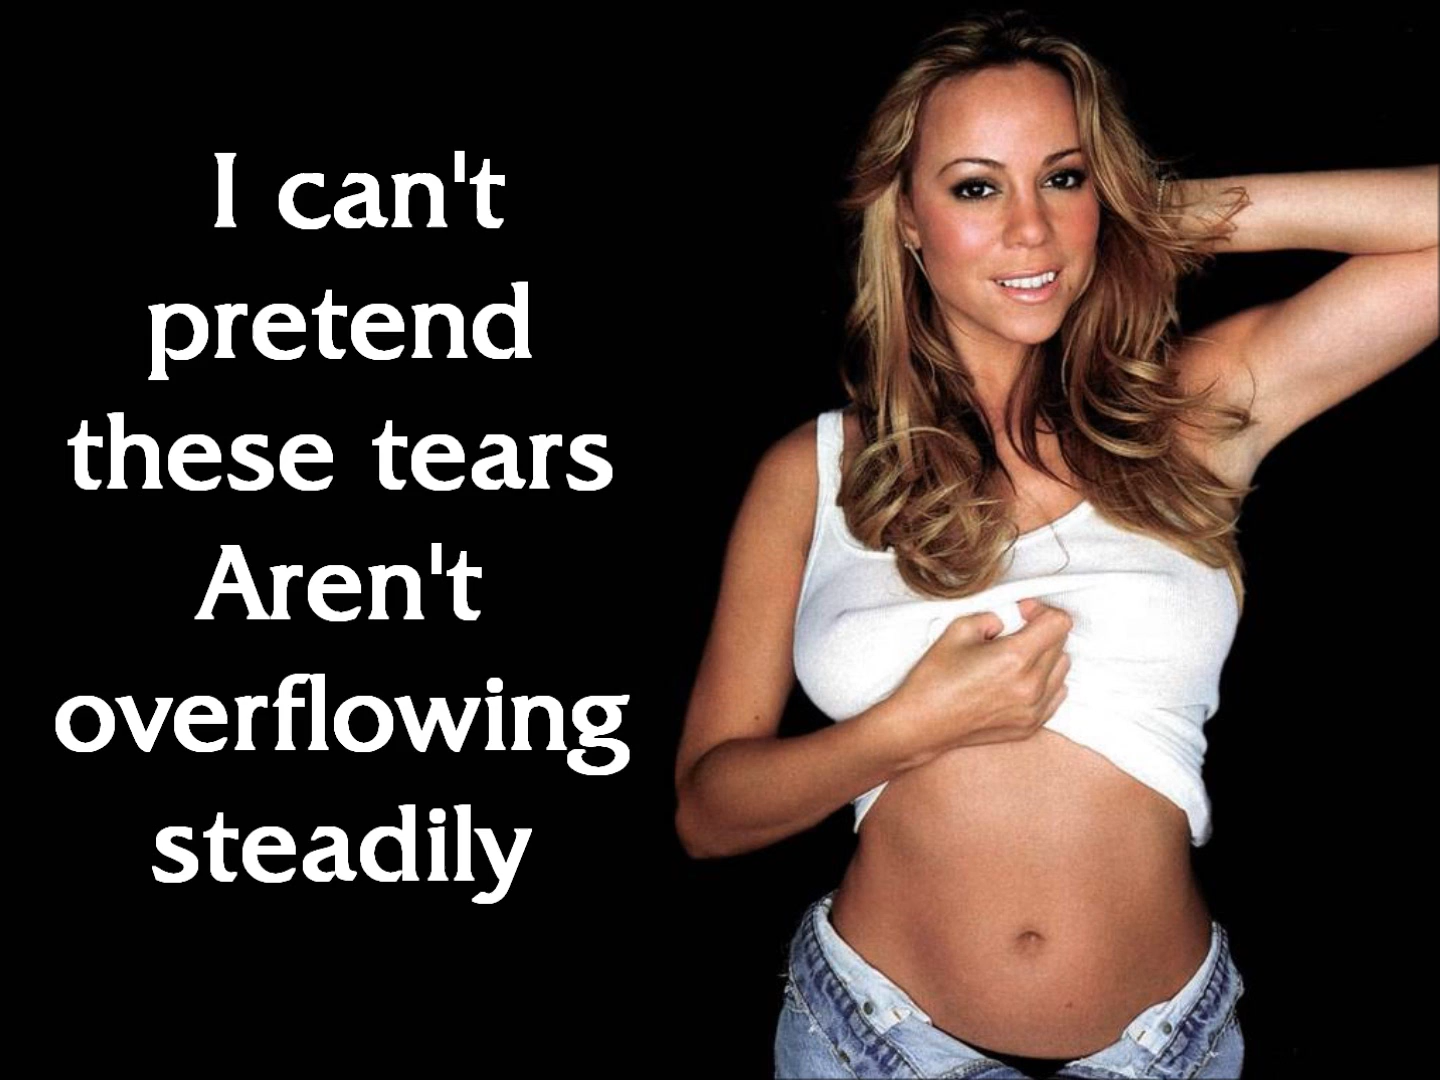 I can't
pretend
these tears
Aren't
overflowing
steadily